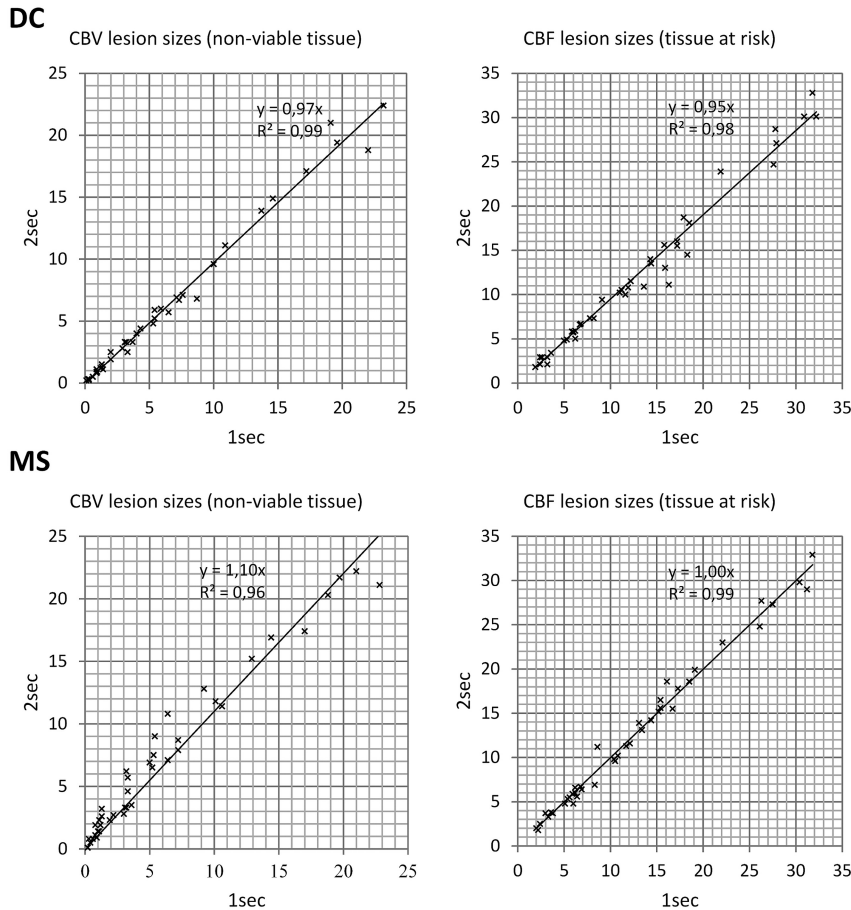 DC
CBV lesion sizes (non-viable tissue)
25
20
15
10
5
0
2sec
y = 0,97x
R² = 0,99
0 5 10 15 20 25
1sec
CBF lesion sizes (tissue at risk)
35
30
25
20
15
10
5
0
2sec
y = 0,95x
R² = 0,98
0 5 10 15 20 25 30 35
1sec
MS
CBV lesion sizes (non-viable tissue)
25
20
15
10
5
0
2sec
y = 1,10x
R² = 0,96
0 5 10 15 20 25
1sec
CBF lesion sizes (tissue at risk)
35
30
25
20
15
10
5
0
2sec
y = 1,00x
R² = 0,99
0 5 10 15 20 25 30 35
1sec